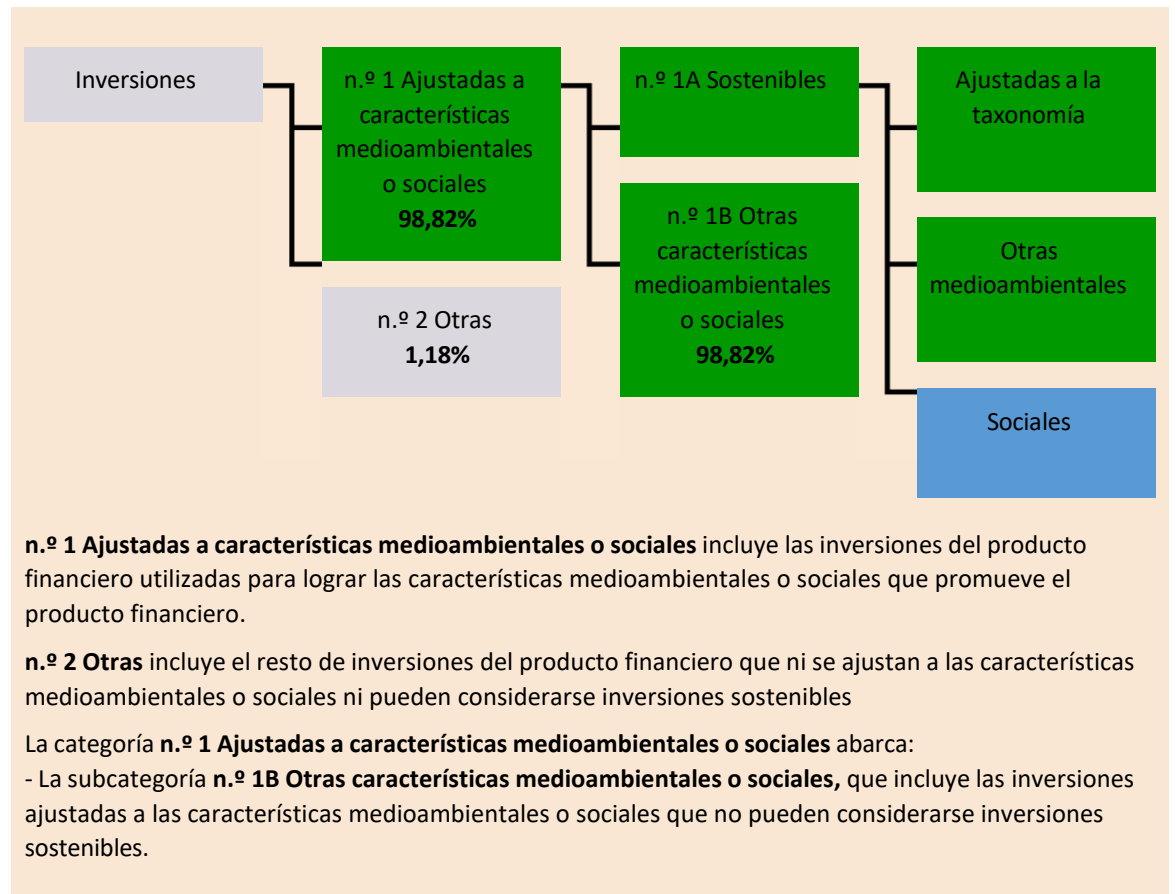 Inversiones
n.º 1 Ajustadas a
características
medioambientales
o sociales
98,82%
n.º 2 Otras
1,18%
n.º 1A Sostenibles
n.º 1B Otras
características
medioambientales
o sociales
98,82%
Ajustadas a la
taxonomía
Otras
medioambientales
Sociales
n.º 1 Ajustadas a características medioambientales o sociales incluye las inversiones del producto
financiero utilizadas para lograr las características medioambientales o sociales que promueve el
producto financiero.
n.º 2 Otras incluye el resto de inversiones del producto financiero que ni se ajustan a las características
medioambientales o sociales ni pueden considerarse inversiones sostenibles
La categoría n.º 1 Ajustadas a características medioambientales o sociales abarca:
- La subcategoría n.º 1B Otras características medioambientales o sociales, que incluye las inversiones
ajustadas a las características medioambientales o sociales que no pueden considerarse inversiones
sostenibles.